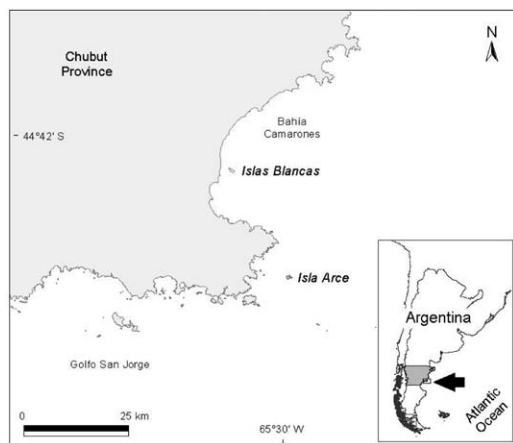 Chubut
Province
N
Bahía
Camarones
44°42' S
Islas Blancas
Isla Arce
Argentina
Golfo San Jorge
Atlantic
Ocean
0
25 km
65°30' W